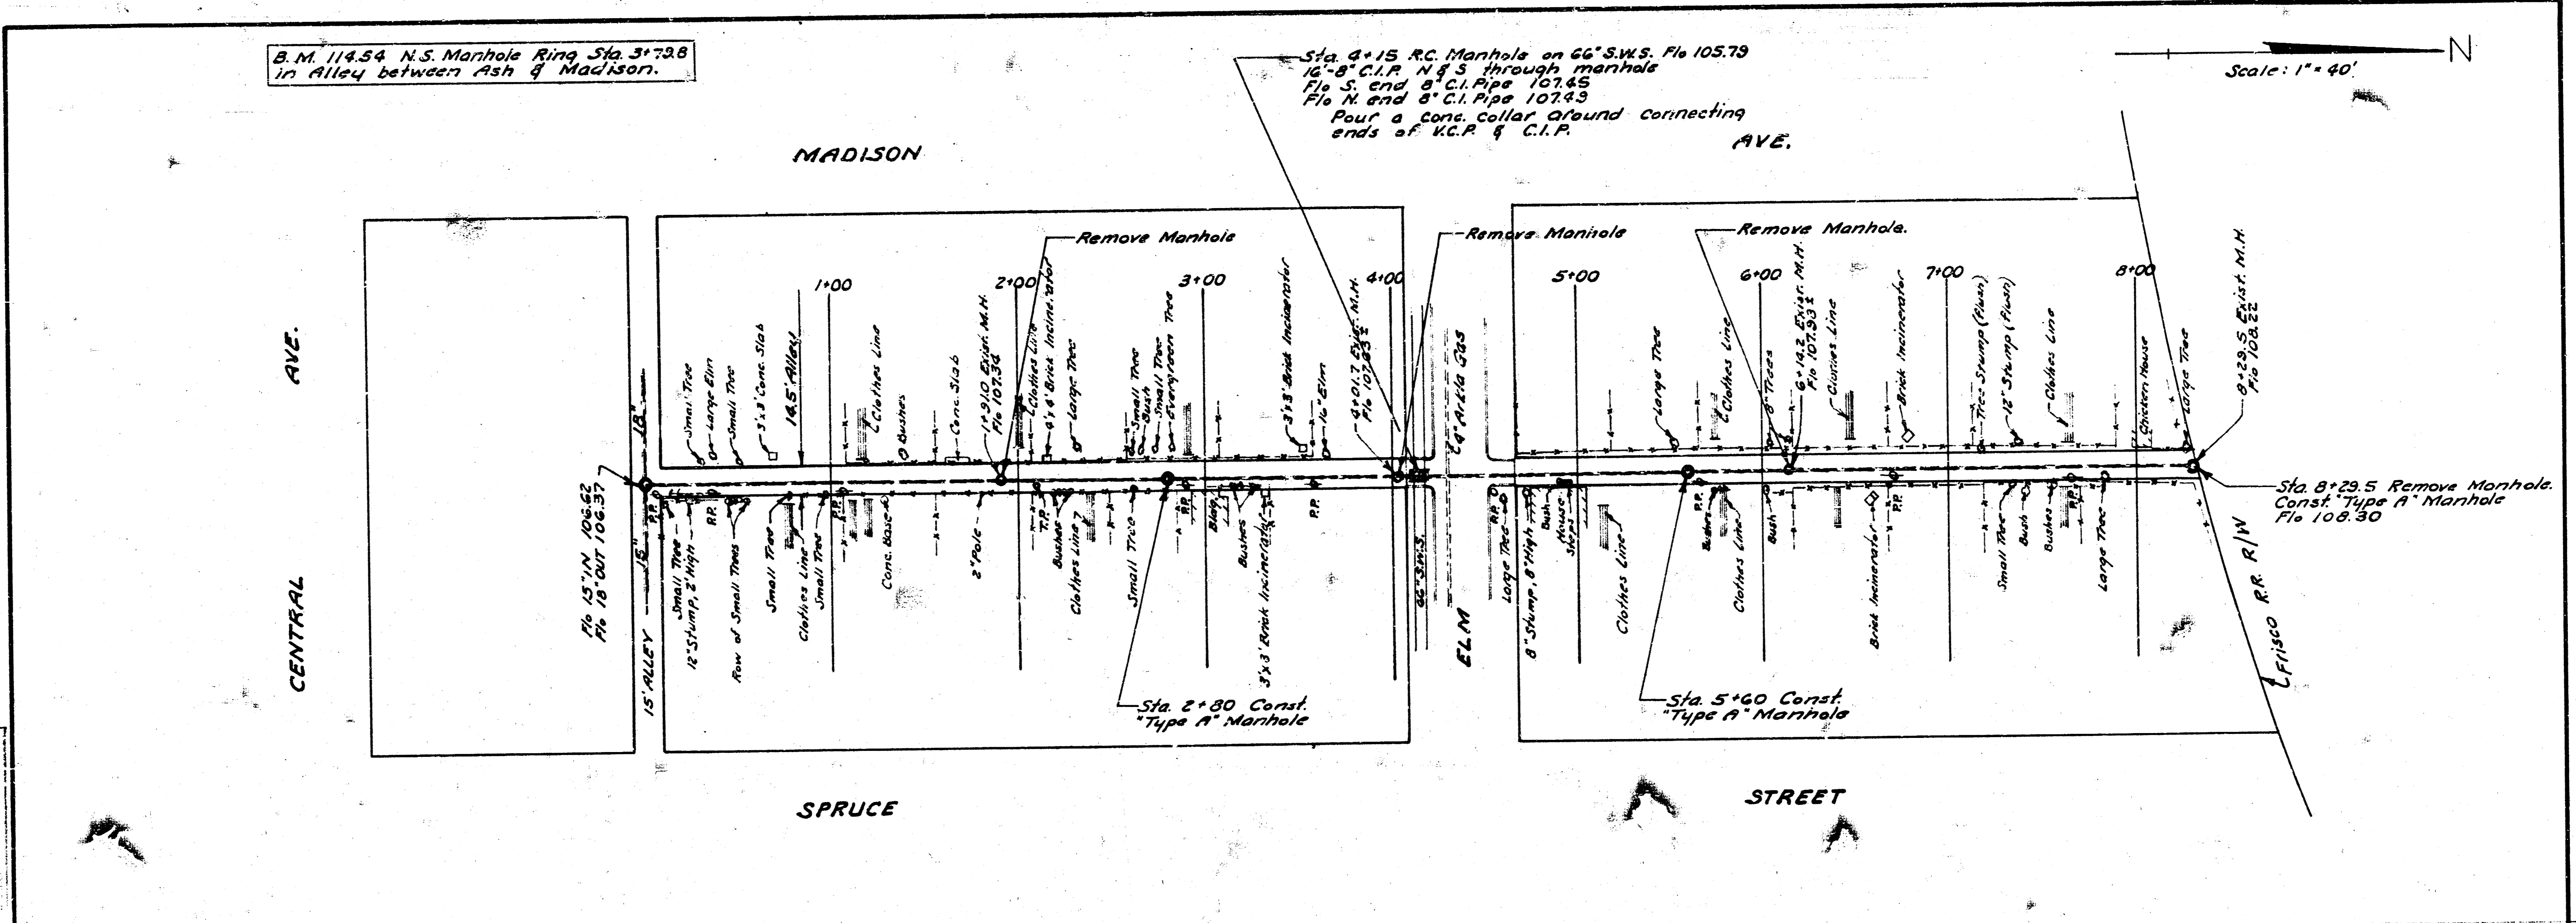 B.M. 114.54 N.S. Manhole Ring Sta. 3+79.8
in Alley between Ash & Madison.
Sta. 4+15 R.C. Manhole on 66" S.W.S. Flo 105.79
16'-8" C.I.P. N & S through manhole
Flo S. end 8" C.I. Pipe 107.45
Flo N. end 8" C.I. Pipe 107.49
Pour a conc. collar around connecting
ends of V.C.P. & C.I.P.
N
Scale: 1" = 40'
MADISON
AVE.
Remove Manhole
Remove Manhole
Remove Manhole.
1+00
2+00
3+00
4+00
5+00
6+00
7+00
8+00
CENTRAL
AVE.
18"
15"
15' ALLEY
Flo 15" IN 106.62
Flo 18" OUT 106.37
Small Tree
Large Elm
Small Tree
3'x3' Conc. Slab
14.5' Alley
Clothes Line
Bushes
Conc. Slab
1+91.0 Exist. M.H.
Flo 107.34
Clothes Line
4'x4' Brick Incinerator
Large Tree
Small Tree
Bush
Small Tree
Evergreen Tree
3'x3' Brick Incinerator
16" Elm
4+01.7 Exist. M.H.
24" Arkla Gas
Large Tree
Clothes Line
8" Trees
6+14.2 Exist. M.H.
Flo 107.93±
Clothes Line
Brick Incinerator
Tree Stump (flush)
12" Stump (flush)
Clothes Line
Chicken House
Large Tree
8+29.5 Exist. M.H.
Flo 108.22
P.P.
Small Tree
12" Stump, 2' High
P.P.
Row of Small Trees
Small Tree
Clothes Line
Small Tree
P.P.
Conc. Base
2" Pole
T.P.
Bushes
Clothes Line
Small Tree
P.P.
Bldg.
Bushes
3'x3' Brick Incinerator
P.P.
66" S.W.S.
ELM
P.P.
Large Tree
8" Stump, 8" High
Bush
House
Steps
Clothes Line
P.P.
Bushes
Clothes Line
Bush
Brick Incinerator
P.P.
Small Tree
Bush
Bushes
P.P.
Large Tree
Sta. 8+29.5 Remove Manhole.
Const. "Type A" Manhole
Flo 108.30
Frisco R.R. R/W
Sta. 2+80 Const.
"Type A" Manhole
Sta. 5+60 Const.
"Type A" Manhole
SPRUCE
STREET